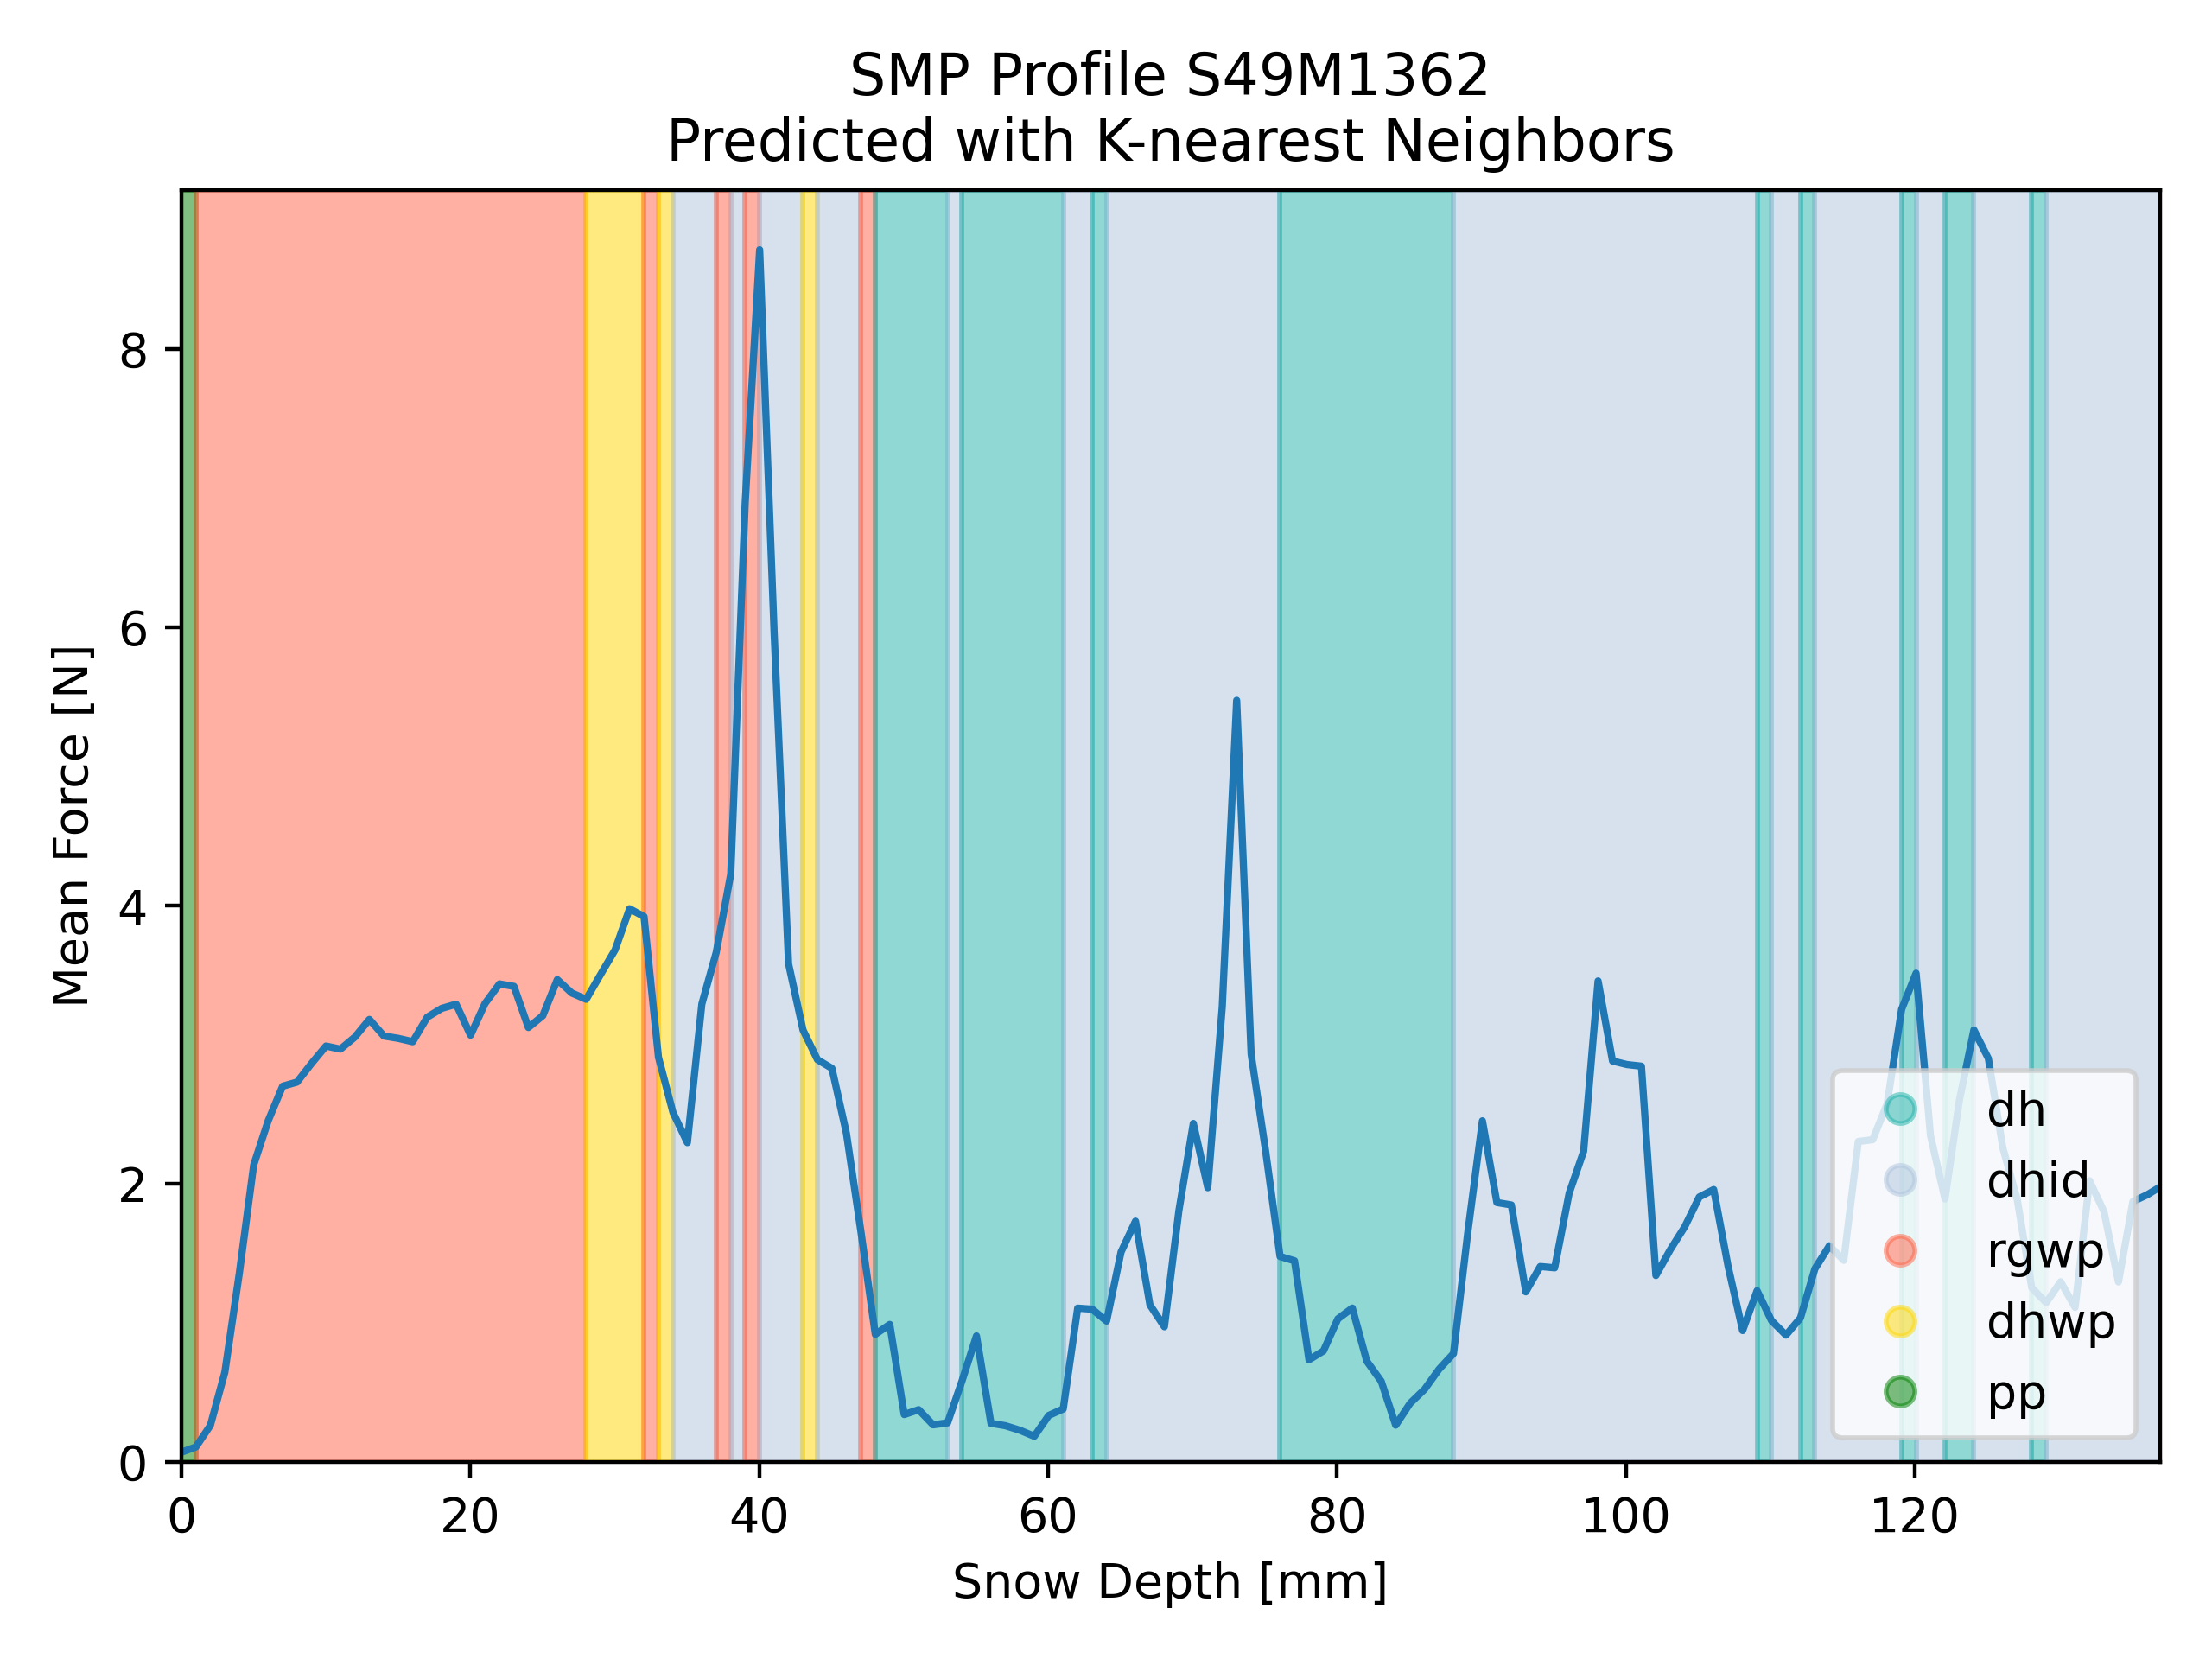 SMP Profile S49M1362
Predicted with K-nearest Neighbors
Mean Force [N]
8
6
4
2
0
0 20 40 60 80 100 120
Snow Depth [mm]
dh
dhid
rgwp
dhwp
pp